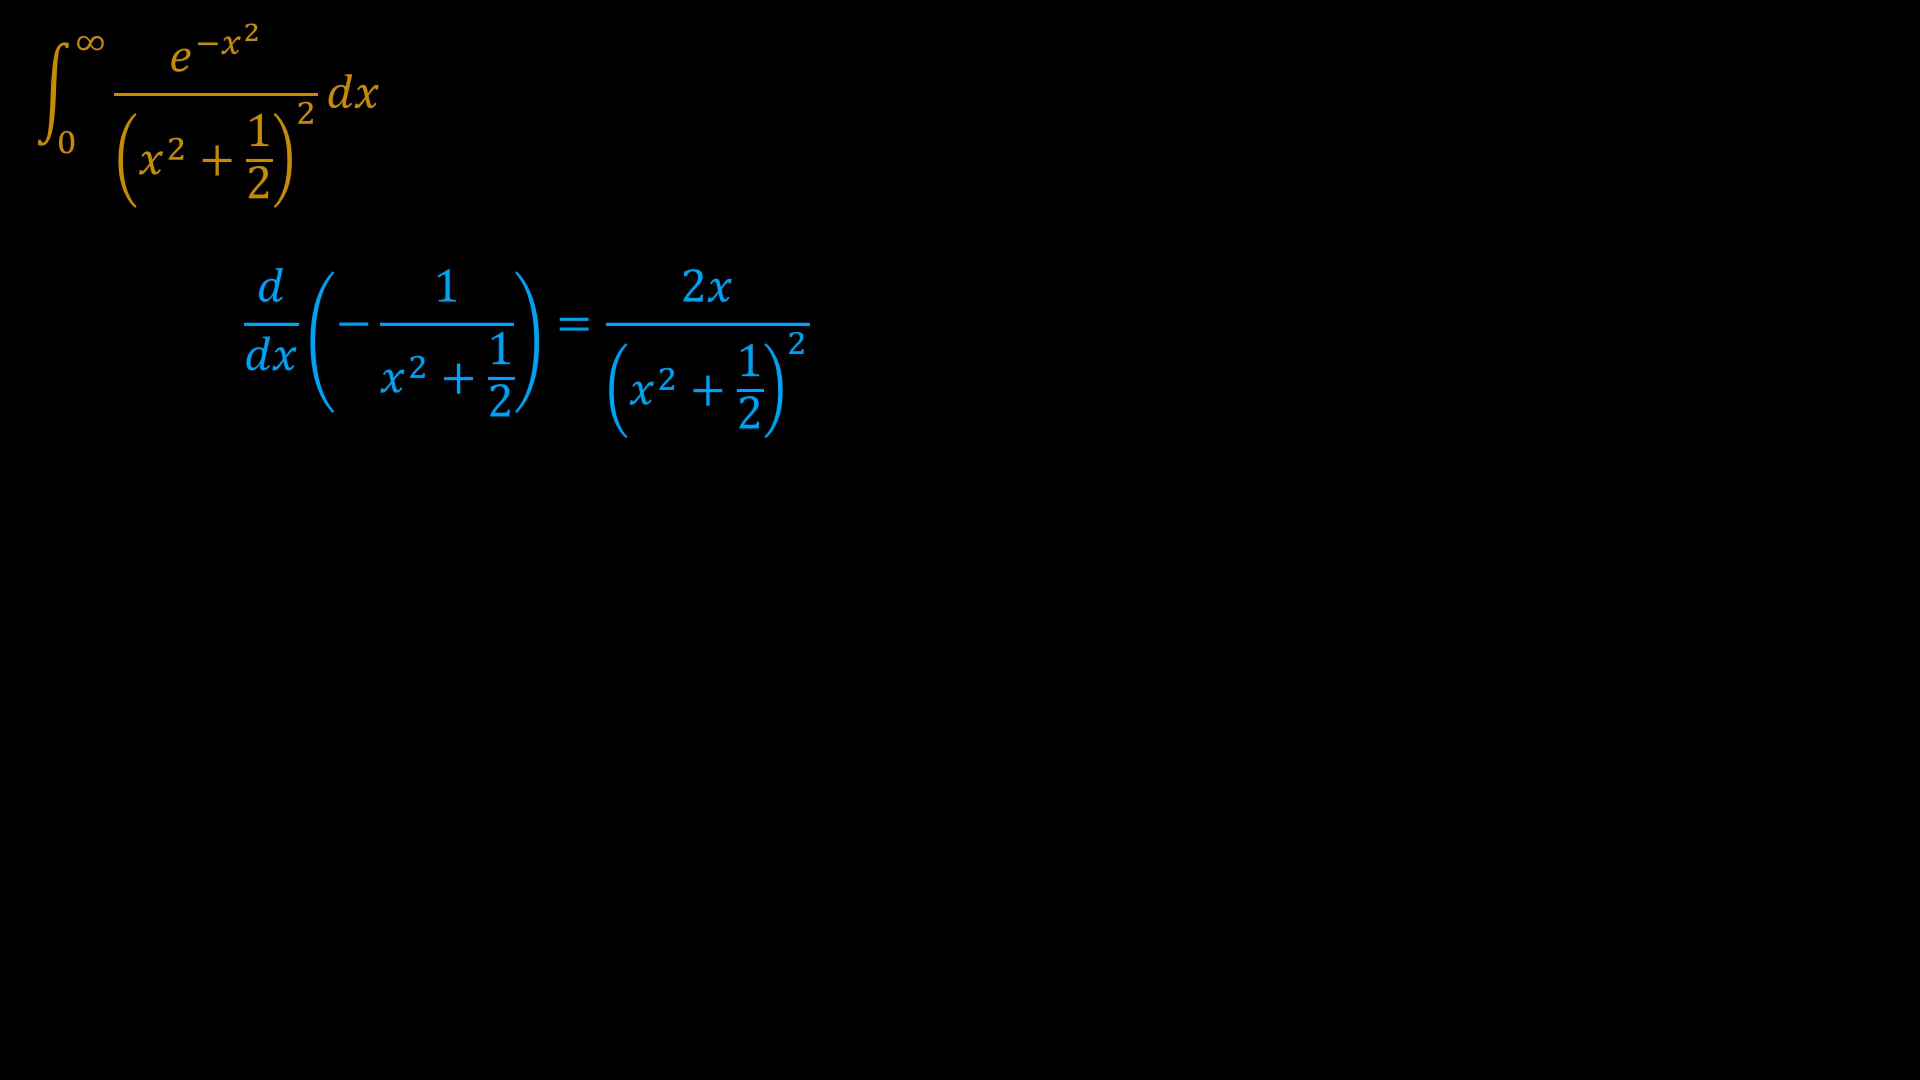 ∫₀^∞ e^{-x²} / (x² + 1/2)² dx
d/dx (− 1/(x² + 1/2)) = 2x / (x² + 1/2)²